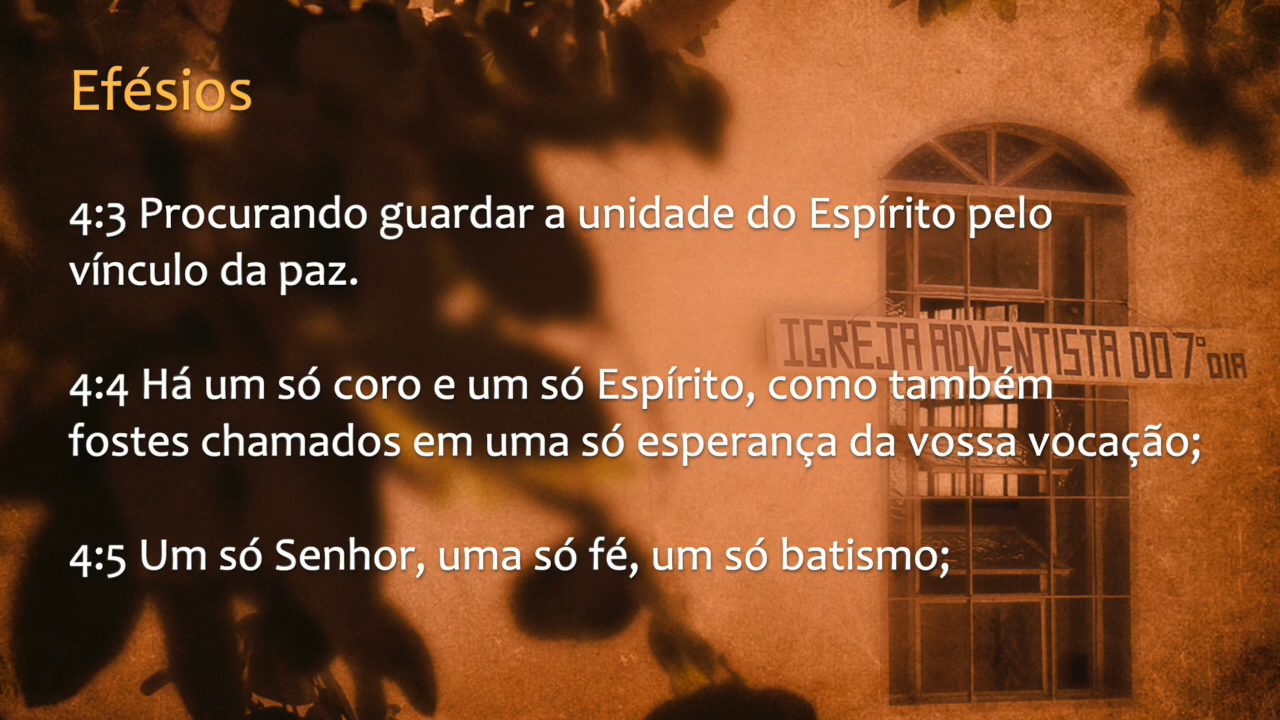 Efésios
4:3 Procurando guardar a unidade do Espírito pelo
vínculo da paz.
IGREJA ADVENTISTA DO 7º DIA
4:4 Há um só coro e um só Espírito, como também
fostes chamados em uma só esperança da vossa vocação;
4:5 Um só Senhor, uma só fé, um só batismo;